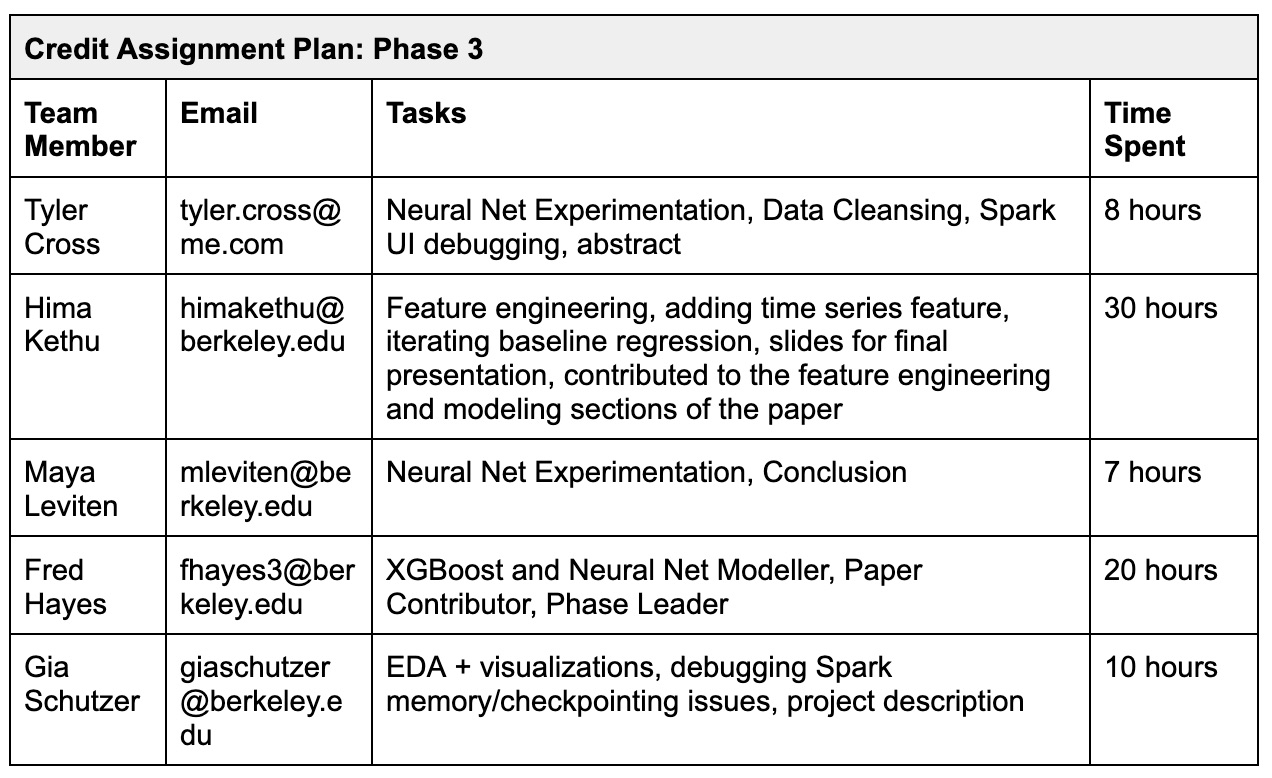 Credit Assignment Plan: Phase 3
Team
Member
Email
Tasks
Time
Spent
Tyler
Cross
tyler.cross@
me.com
Neural Net Experimentation, Data Cleansing, Spark
UI debugging, abstract
8 hours
Hima
Kethu
himakethu@
berkeley.edu
Feature engineering, adding time series feature,
iterating baseline regression, slides for final
presentation, contributed to the feature engineering
and modeling sections of the paper
30 hours
Maya
Leviten
mleviten@be
rkeley.edu
Neural Net Experimentation, Conclusion
7 hours
Fred
Hayes
fhayes3@ber
keley.edu
XGBoost and Neural Net Modeller, Paper
Contributor, Phase Leader
20 hours
Gia
Schutzer
giaschutzer
@berkeley.e
du
EDA + visualizations, debugging Spark
memory/checkpointing issues, project description
10 hours